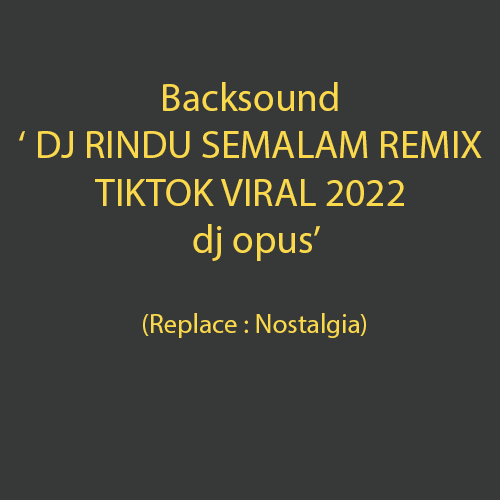 Backsound
‘ DJ RINDU SEMALAM REMIX
TIKTOK VIRAL 2022
dj opus’
(Replace : Nostalgia)